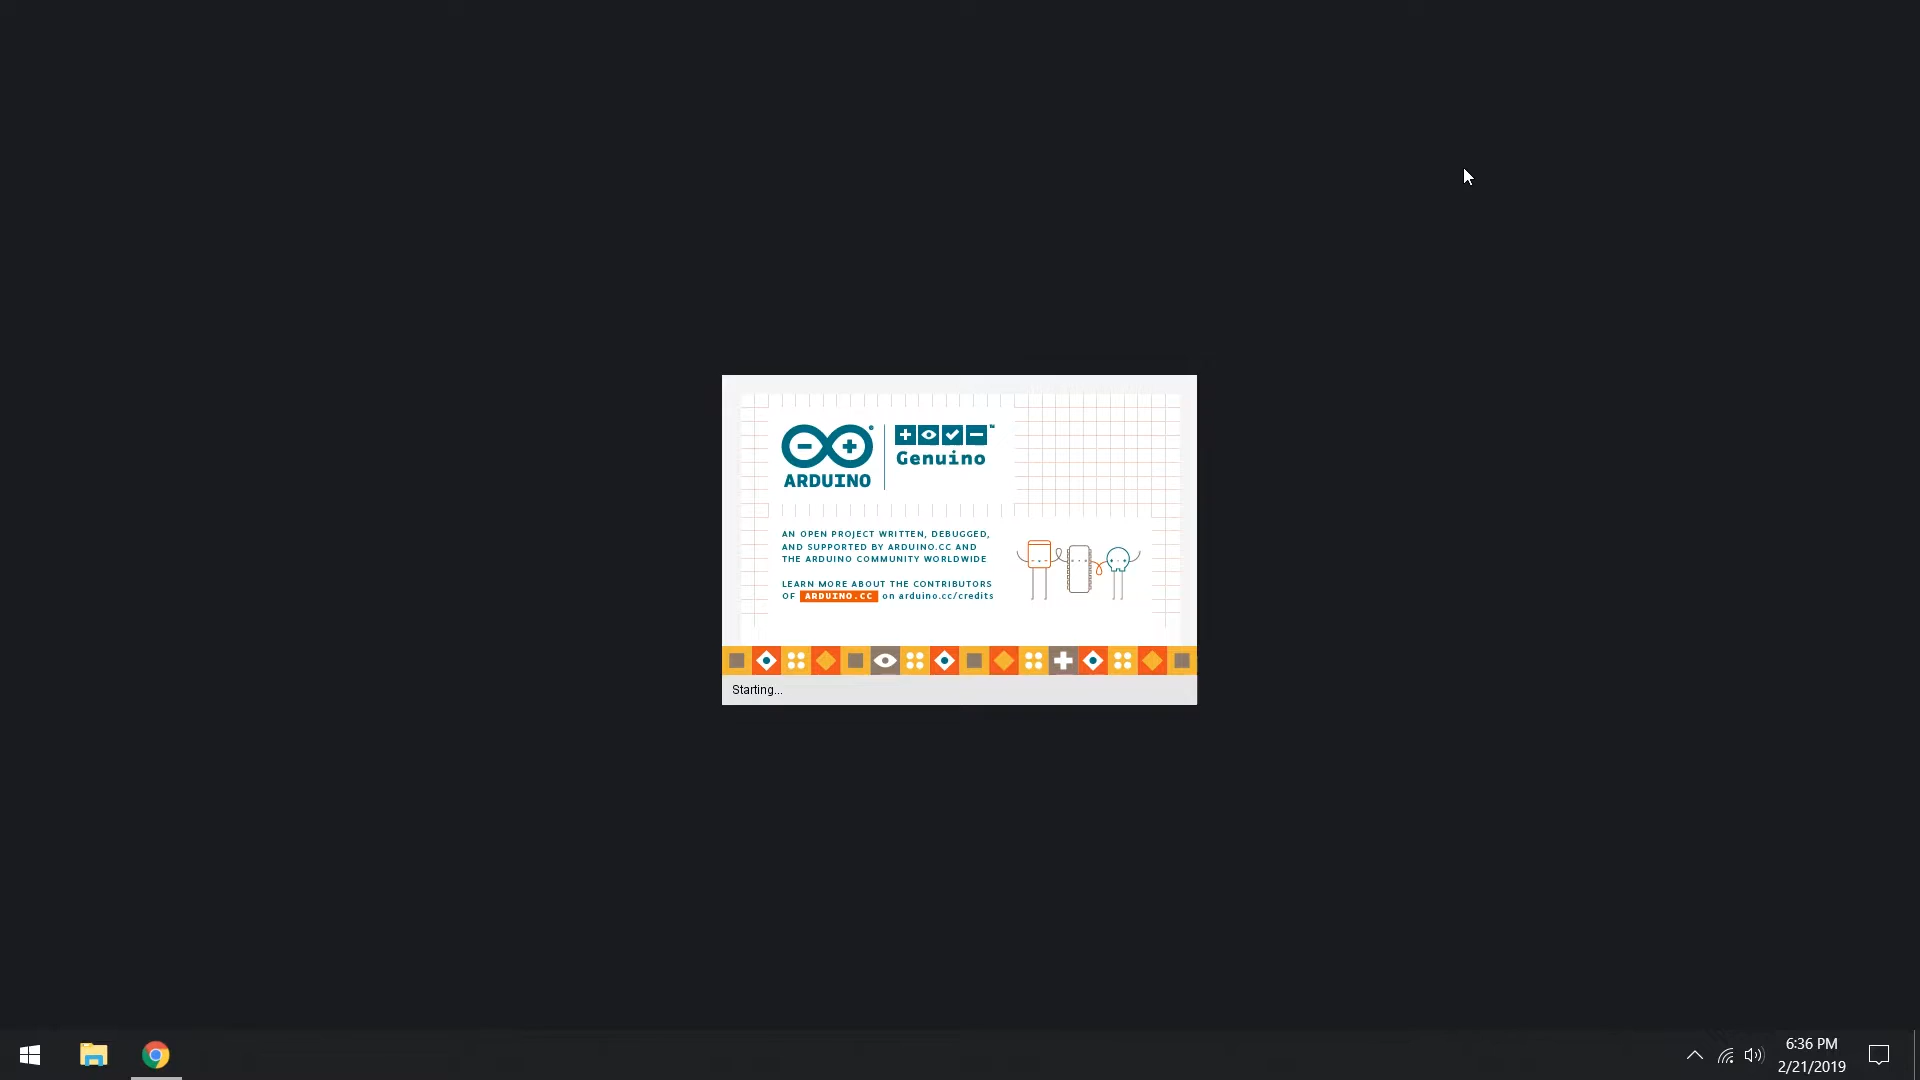 ARDUINO
Genuino
AN OPEN PROJECT WRITTEN, DEBUGGED,
AND SUPPORTED BY ARDUINO.CC AND
THE ARDUINO COMMUNITY WORLDWIDE
LEARN MORE ABOUT THE CONTRIBUTORS
OF ARDUINO.CC on arduino.cc/credits
Starting...
6:36 PM
2/21/2019